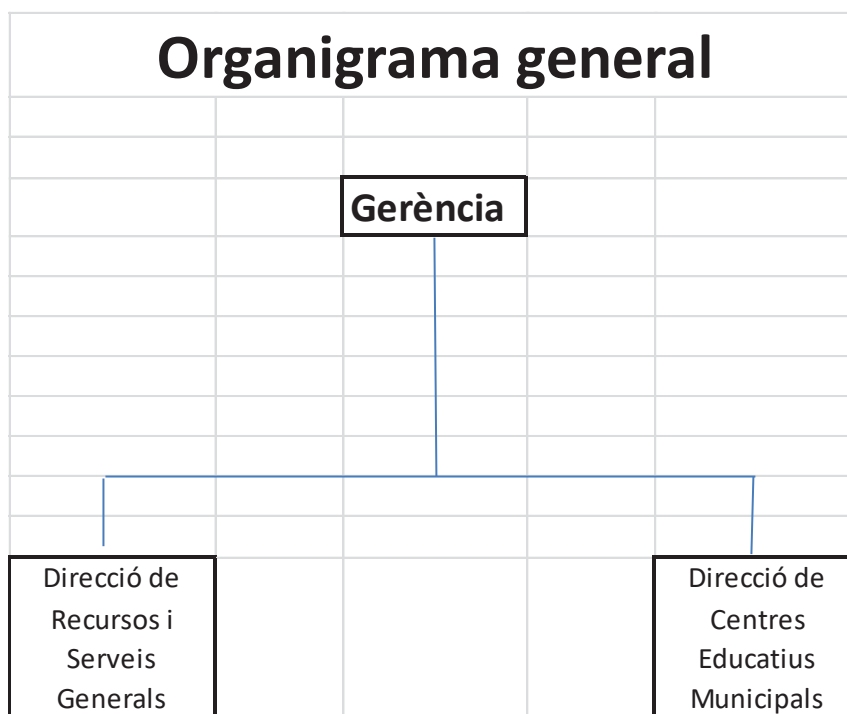 Organigrama general
Gerència
Direcció de
Recursos i
Serveis
Generals
Direcció de
Centres
Educatius
Municipals